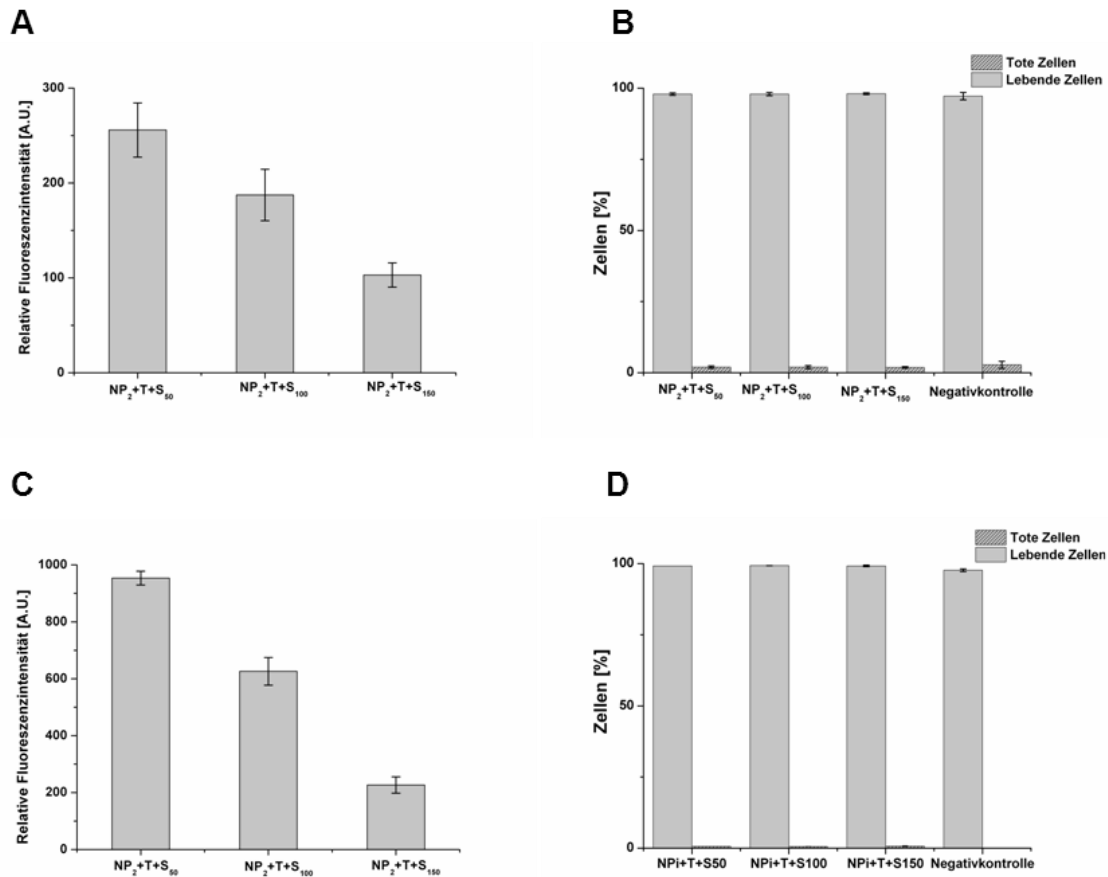 A
Relative Fluoreszenzintensität [A.U.]
300
200
100
0
NP₂+T+S₅₀
NP₂+T+S₁₀₀
NP₂+T+S₁₅₀
B
Tote Zellen
Lebende Zellen
Zellen [%]
100
50
0
NP₂+T+S₅₀
NP₂+T+S₁₀₀
NP₂+T+S₁₅₀
Negativkontrolle
C
Relative Fluoreszenzintensität [A.U.]
1000
800
600
400
200
0
NP₂+T+S₅₀
NP₂+T+S₁₀₀
NP₂+T+S₁₅₀
D
Tote Zellen
Lebende Zellen
Zellen [%]
100
50
0
NPi+T+S50
NPi+T+S100
NPi+T+S150
Negativkontrolle